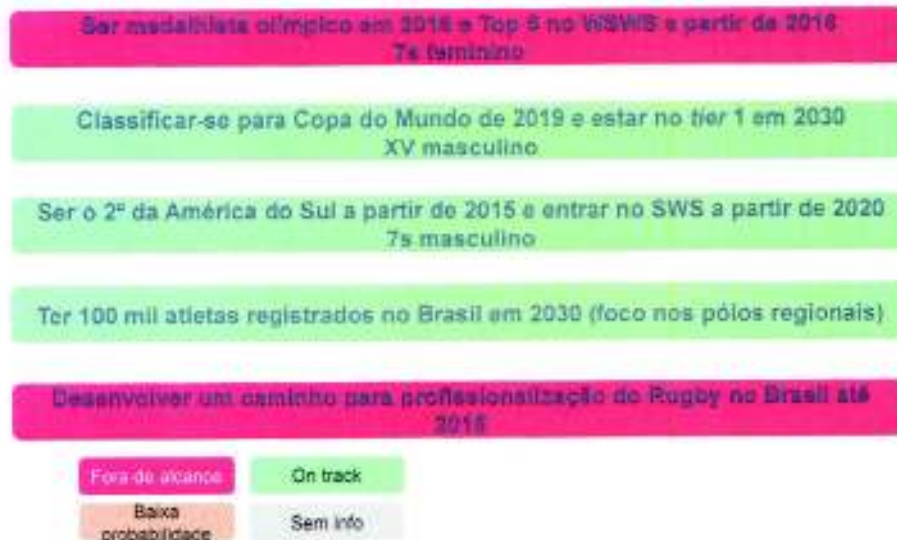 Ser medalhista olímpico em 2016 e Top 5 no WSWS a partir de 2016
7s feminino
Classificar-se para Copa do Mundo de 2019 e estar no tier 1 em 2030
XV masculino
Ser o 2º da América do Sul a partir de 2015 e entrar no SWS a partir de 2020
7s masculino
Ter 100 mil atletas registrados no Brasil em 2030 (foco nos pólos regionais)
Desenvolver um caminho para profissionalização do Rugby no Brasil até
Fora de alcance
On track
Baixa
probabilidade
Sem info